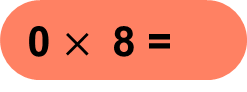 0 × 8 =